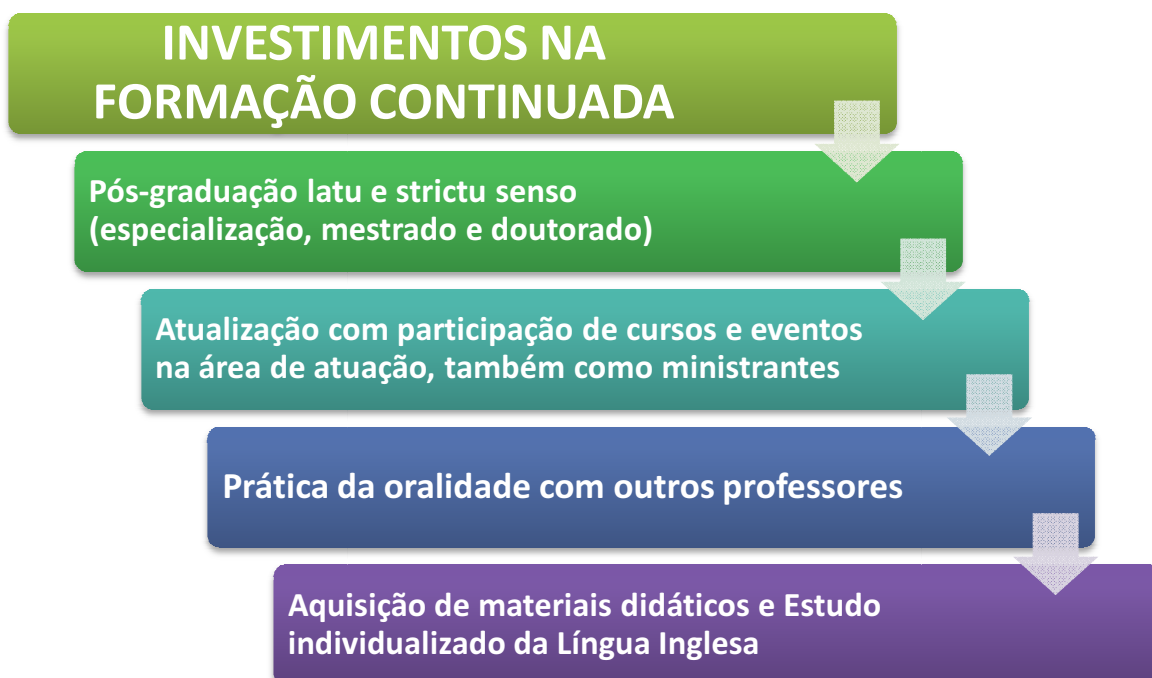 INVESTIMENTOS NA
FORMAÇÃO CONTINUADA
Pós-graduação latu e strictu senso
(especialização, mestrado e doutorado)
Atualização com participação de cursos e eventos
na área de atuação, também como ministrantes
Prática da oralidade com outros professores
Aquisição de materiais didáticos e Estudo
individualizado da Língua Inglesa